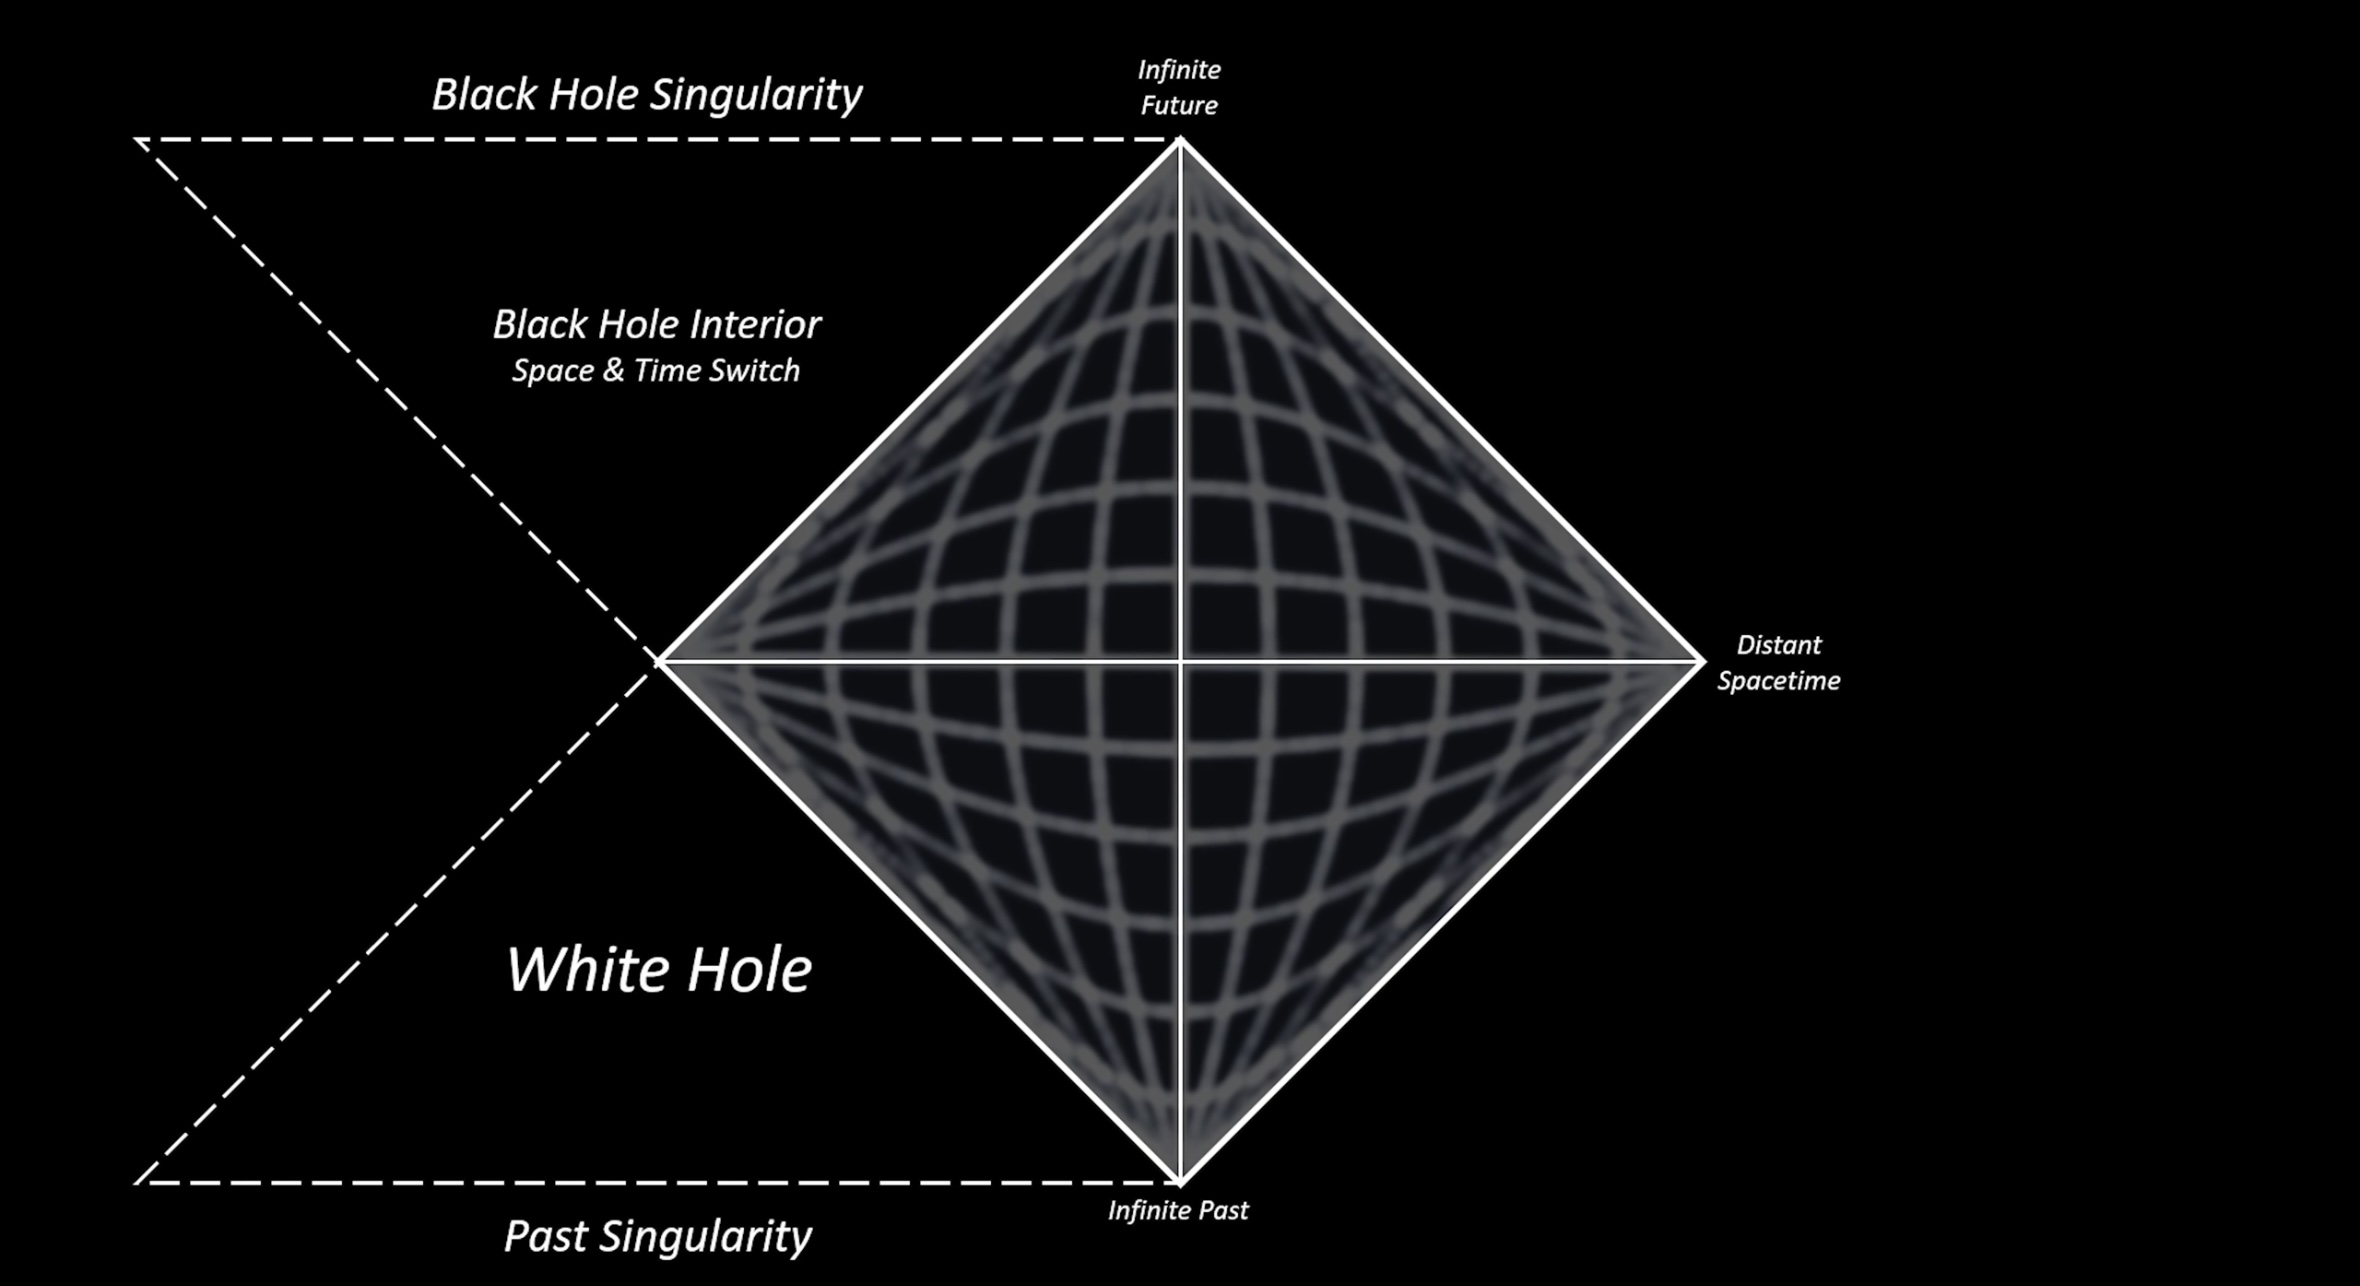 Infinite
Future
Black Hole Singularity
Black Hole Interior
Space & Time Switch
Distant
Spacetime
White Hole
Infinite Past
Past Singularity